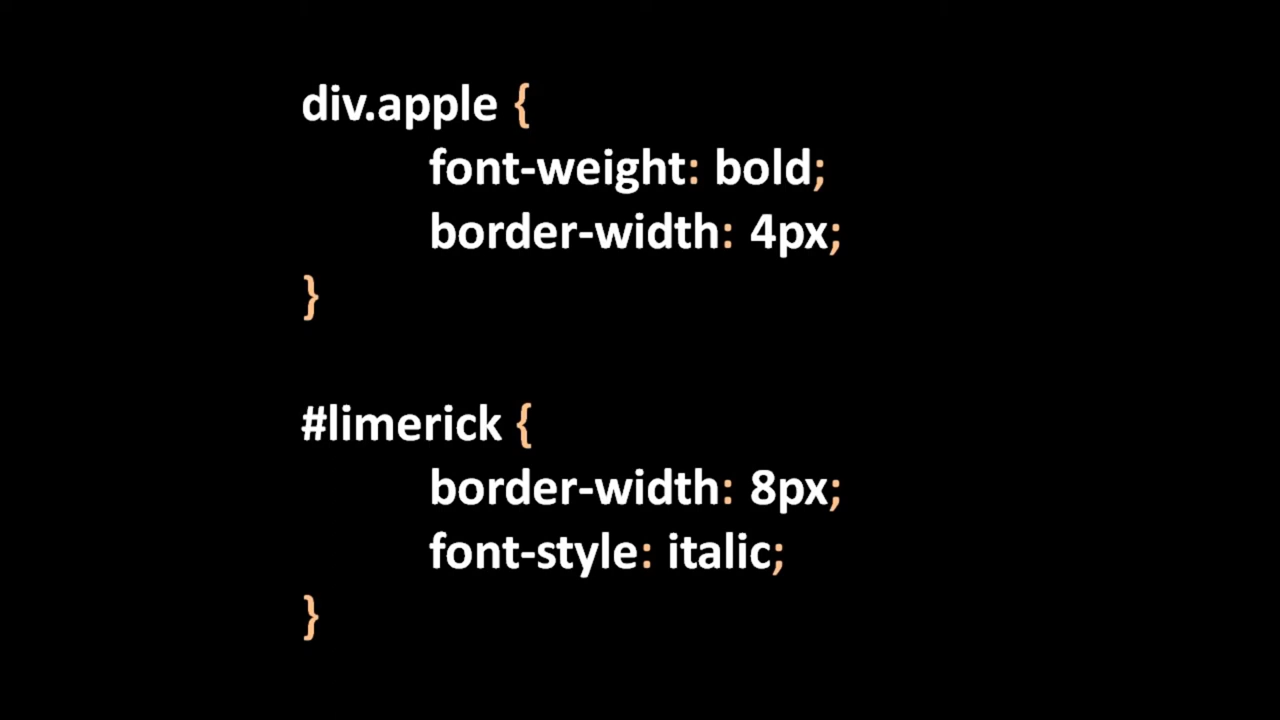 div.apple {
font-weight: bold;
border-width: 4px;
}
#limerick {
border-width: 8px;
font-style: italic;
}